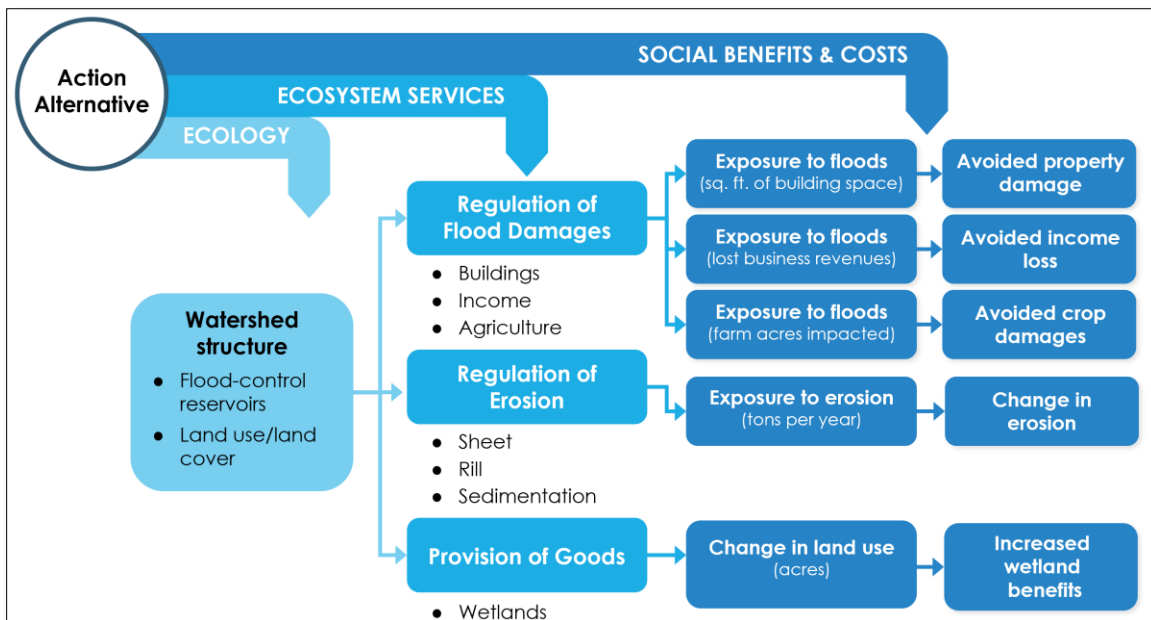 SOCIAL BENEFITS & COSTS
Action
Alternative
ECOSYSTEM SERVICES
ECOLOGY
Watershed
structure
● Flood-control
reservoirs
● Land use/land
cover
Regulation of
Flood Damages
● Buildings
● Income
● Agriculture
Exposure to floods
(sq. ft. of building space)
Avoided property
damage
Exposure to floods
(lost business revenues)
Avoided income
loss
Exposure to floods
(farm acres impacted)
Avoided crop
damages
Regulation of
Erosion
● Sheet
● Rill
● Sedimentation
Exposure to erosion
(tons per year)
Change in
erosion
Provision of Goods
● Wetlands
Change in land use
(acres)
Increased
wetland
benefits